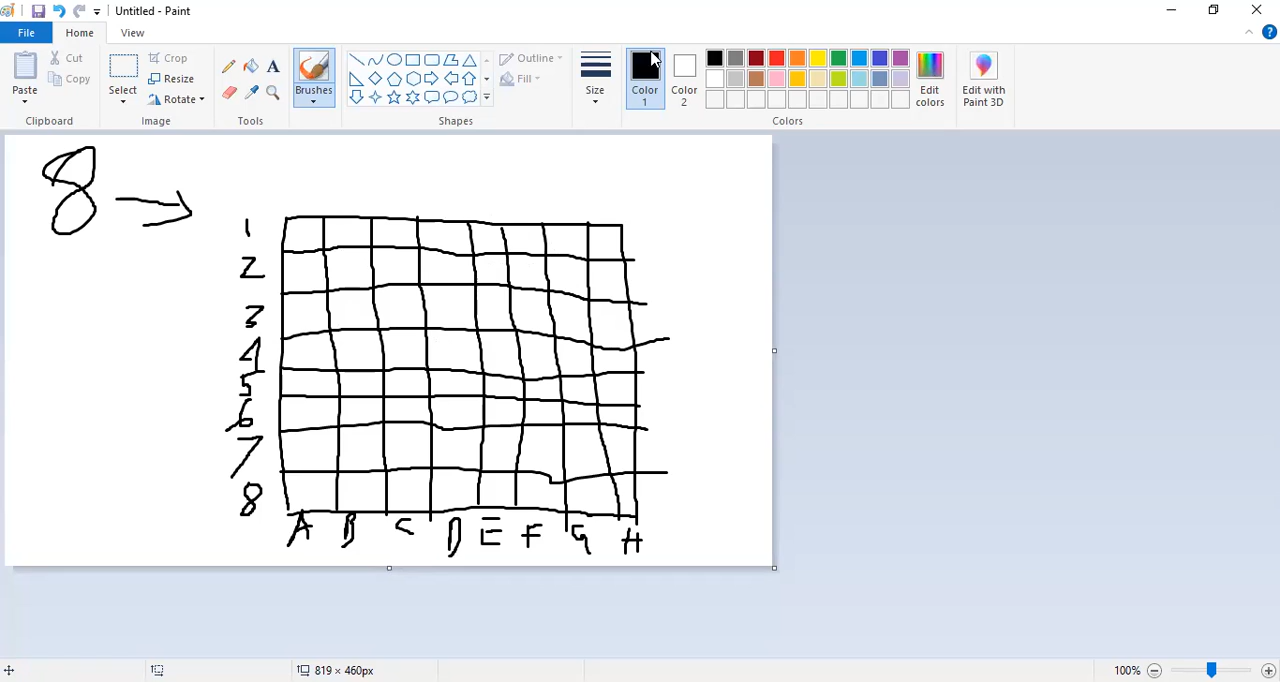 Untitled - Paint
File Home View
Paste
Cut
Copy
Clipboard
Select
Crop
Resize
Rotate
Image
A
Tools
Brushes
Outline
Fill
Shapes
Size
Color 1
Color 2
Edit colors
Colors
Edit with Paint 3D
8
1
2
3
4
5
6
7
8
A B C D E F G H
819 × 460px
100%